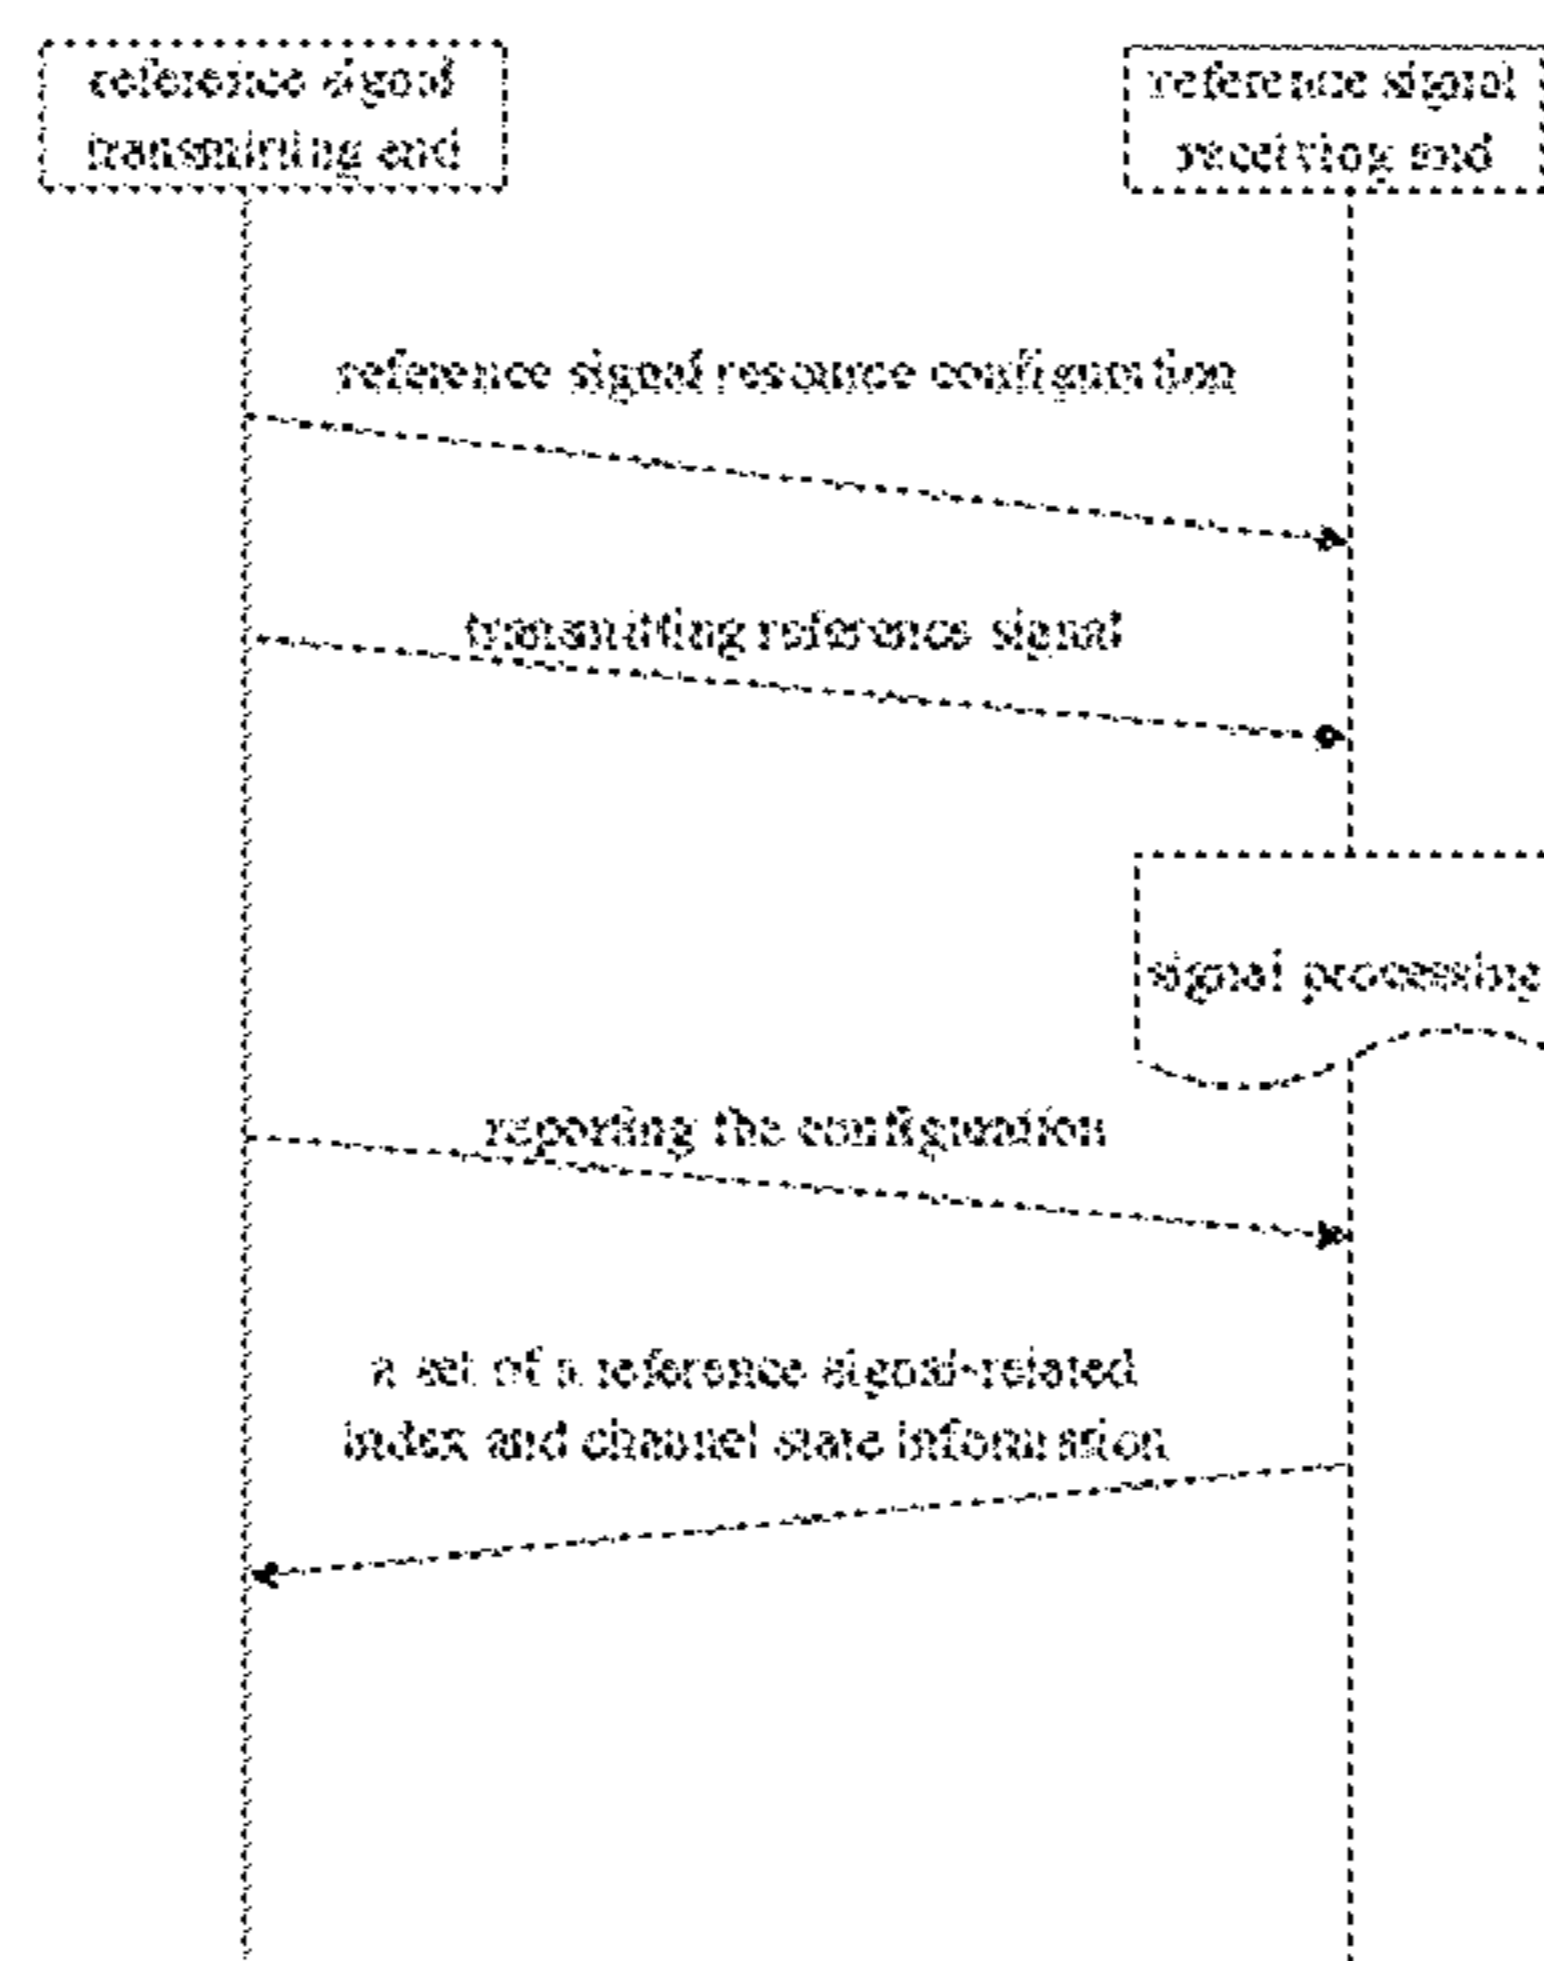 reference signal
transmitting end
reference signal
receiving end
reference signal resource configuration
transmitting reference signal
signal processing
reporting the configuration
a set of a reference signal-related
index and channel state information